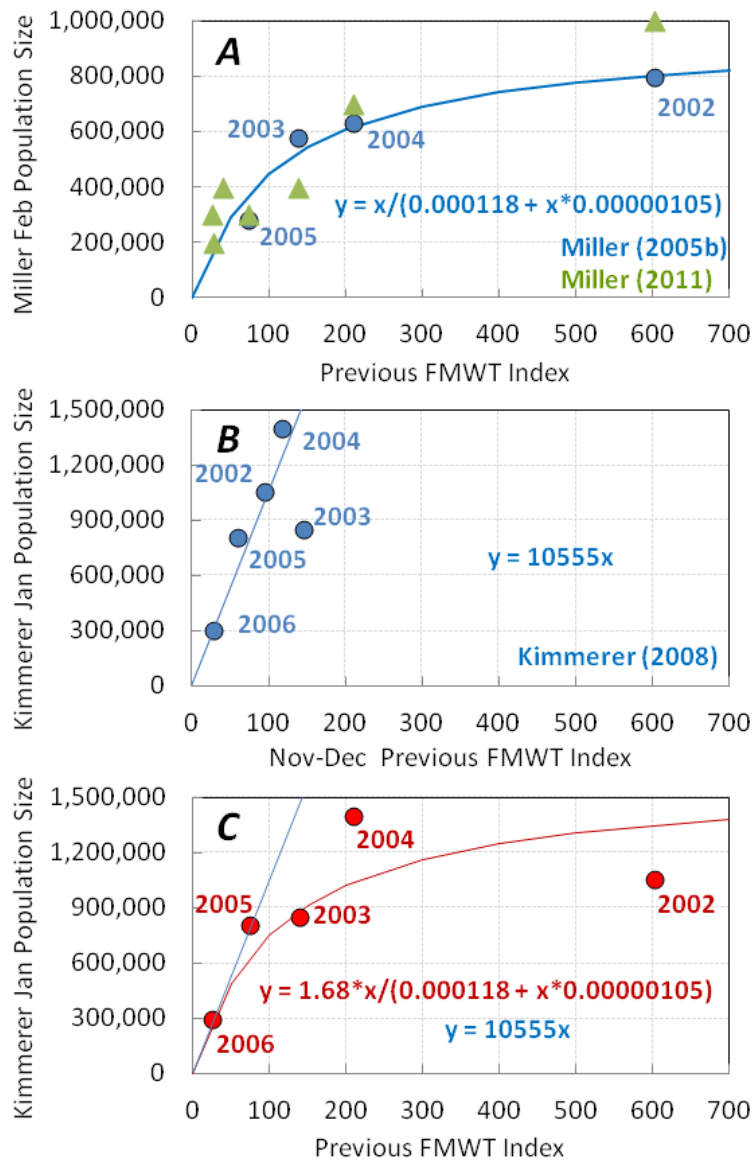 A
1,000,000
800,000
600,000
400,000
200,000
0
Miller Feb Population Size
2003
2004
2002
2005
y = x/(0.000118 + x*0.00000105)
Miller (2005b)
Miller (2011)
0 100 200 300 400 500 600 700
Previous FMWT Index
B
1,500,000
1,200,000
900,000
600,000
300,000
0
Kimmerer Jan Population Size
2004
2002
2003
2005
2006
y = 10555x
Kimmerer (2008)
0 100 200 300 400 500 600 700
Nov-Dec Previous FMWT Index
C
1,500,000
1,200,000
900,000
600,000
300,000
0
Kimmerer Jan Population Size
2004
2005
2003
2002
2006
y = 1.68*x/(0.000118 + x*0.00000105)
y = 10555x
0 100 200 300 400 500 600 700
Previous FMWT Index